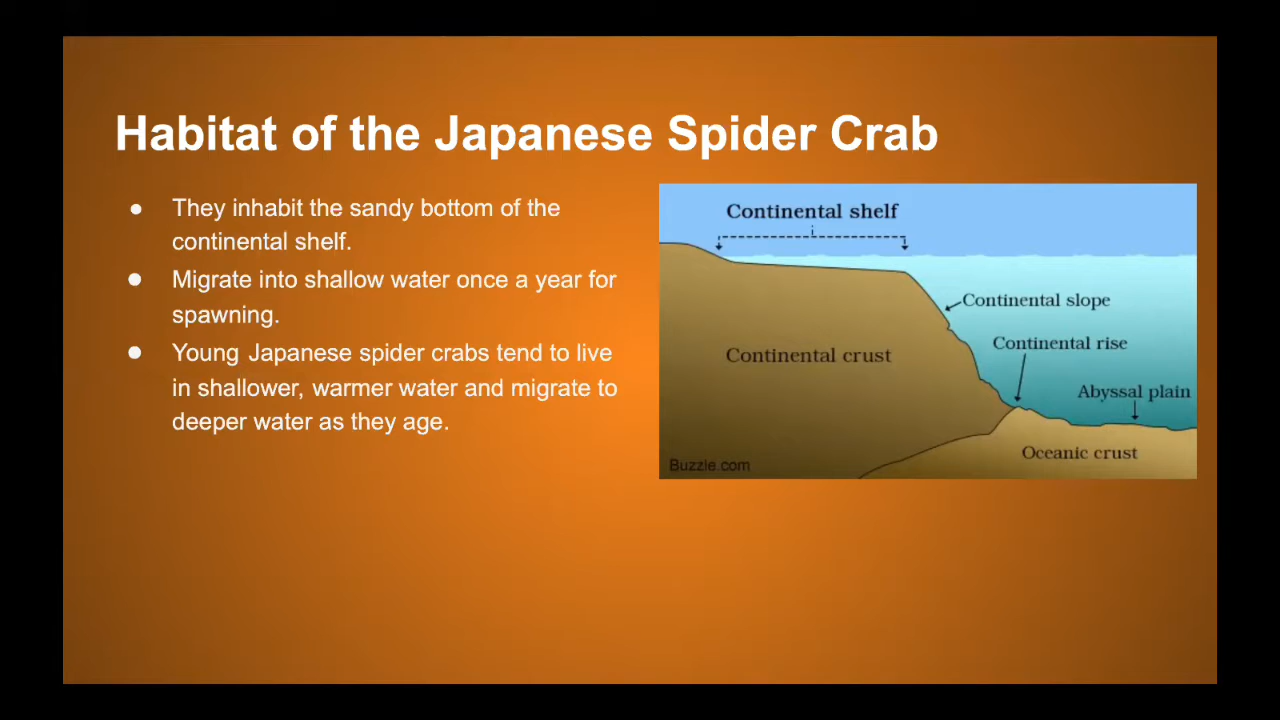 Habitat of the Japanese Spider Crab
● They inhabit the sandy bottom of the
continental shelf.
● Migrate into shallow water once a year for
spawning.
● Young Japanese spider crabs tend to live
in shallower, warmer water and migrate to
deeper water as they age.
Continental shelf
Continental slope
Continental rise
Continental crust
Abyssal plain
Oceanic crust
Buzzle.com